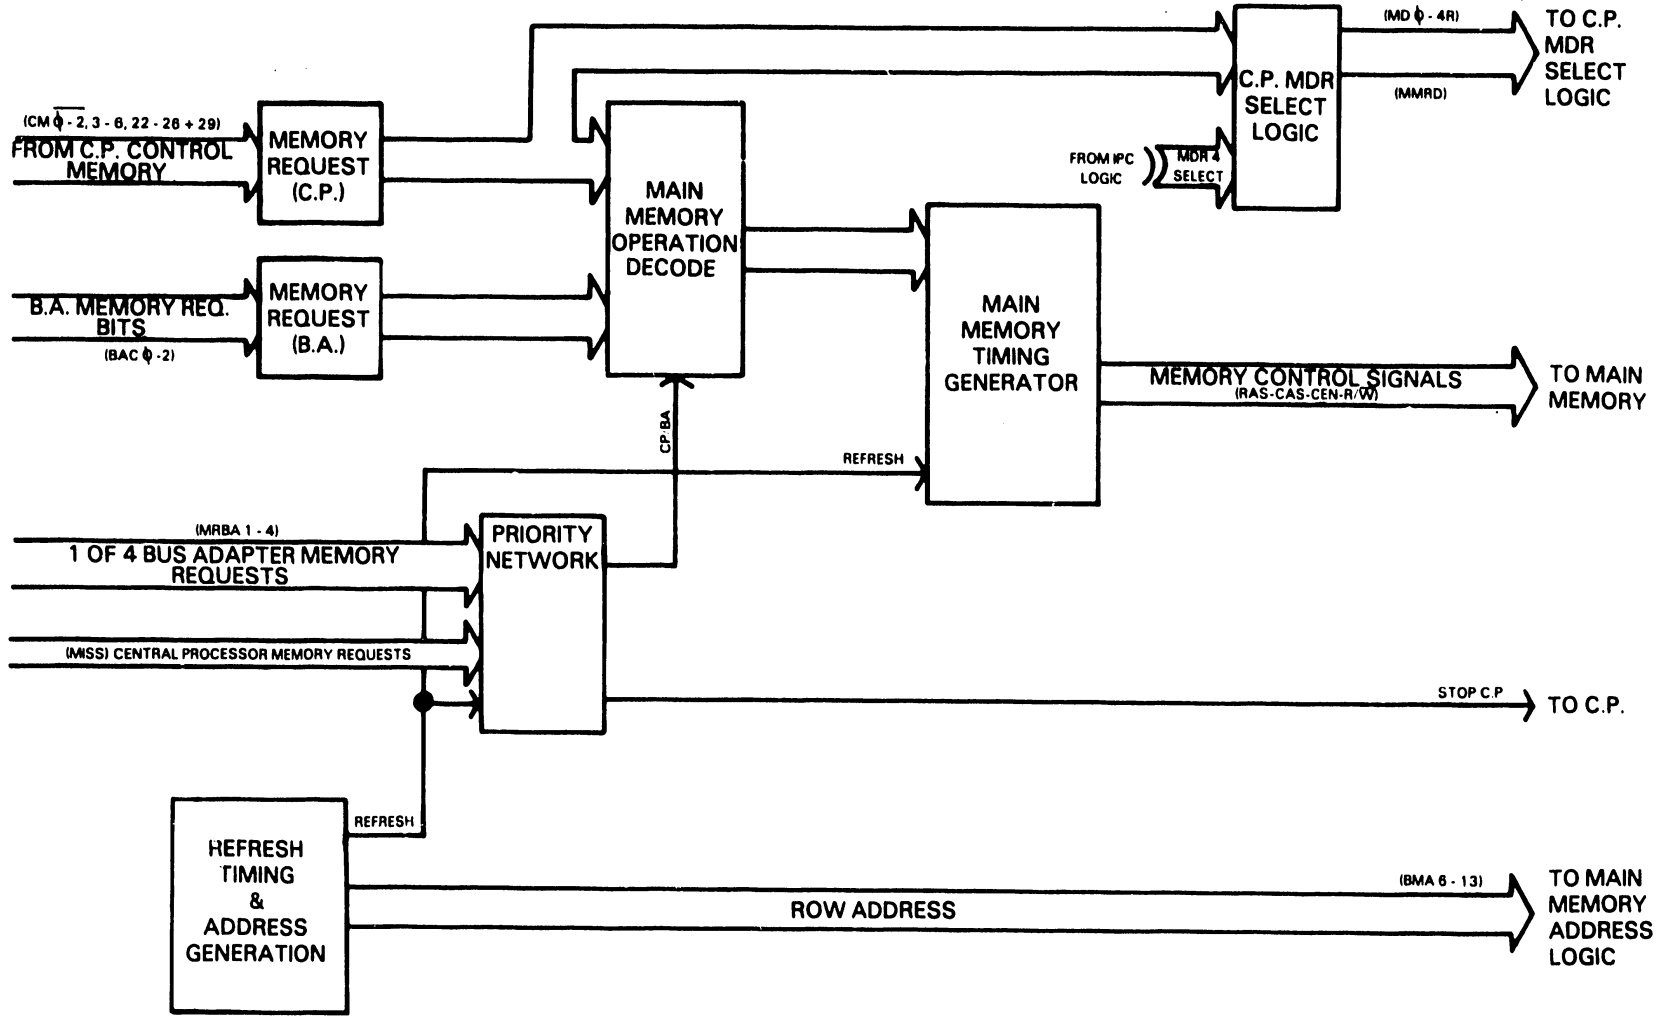 (MD ϕ - 4R)
TO C.P.
MDR
SELECT
LOGIC
(MMRD)
C.P. MDR
SELECT
LOGIC
FROM IPC
LOGIC
MDR 4
SELECT
(CM ϕ - 2, 3 - 6, 22 - 26 + 29)
FROM C.P. CONTROL
MEMORY
MEMORY
REQUEST
(C.P.)
MAIN
MEMORY
OPERATION
DECODE
B.A. MEMORY REQ.
BITS
(BAC ϕ -2)
MEMORY
REQUEST
(B.A.)
MAIN
MEMORY
TIMING
GENERATOR
MEMORY CONTROL SIGNALS
(RAS-CAS-CEN-R/W̅)
TO MAIN
MEMORY
CP/BA
REFRESH
(MRBA 1 - 4)
1 OF 4 BUS ADAPTER MEMORY
REQUESTS
PRIORITY
NETWORK
(MISS) CENTRAL PROCESSOR MEMORY REQUESTS
STOP C.P
TO C.P.
REFRESH
REFRESH
TIMING
&
ADDRESS
GENERATION
(BMA 6 - 13)
ROW ADDRESS
TO MAIN
MEMORY
ADDRESS
LOGIC